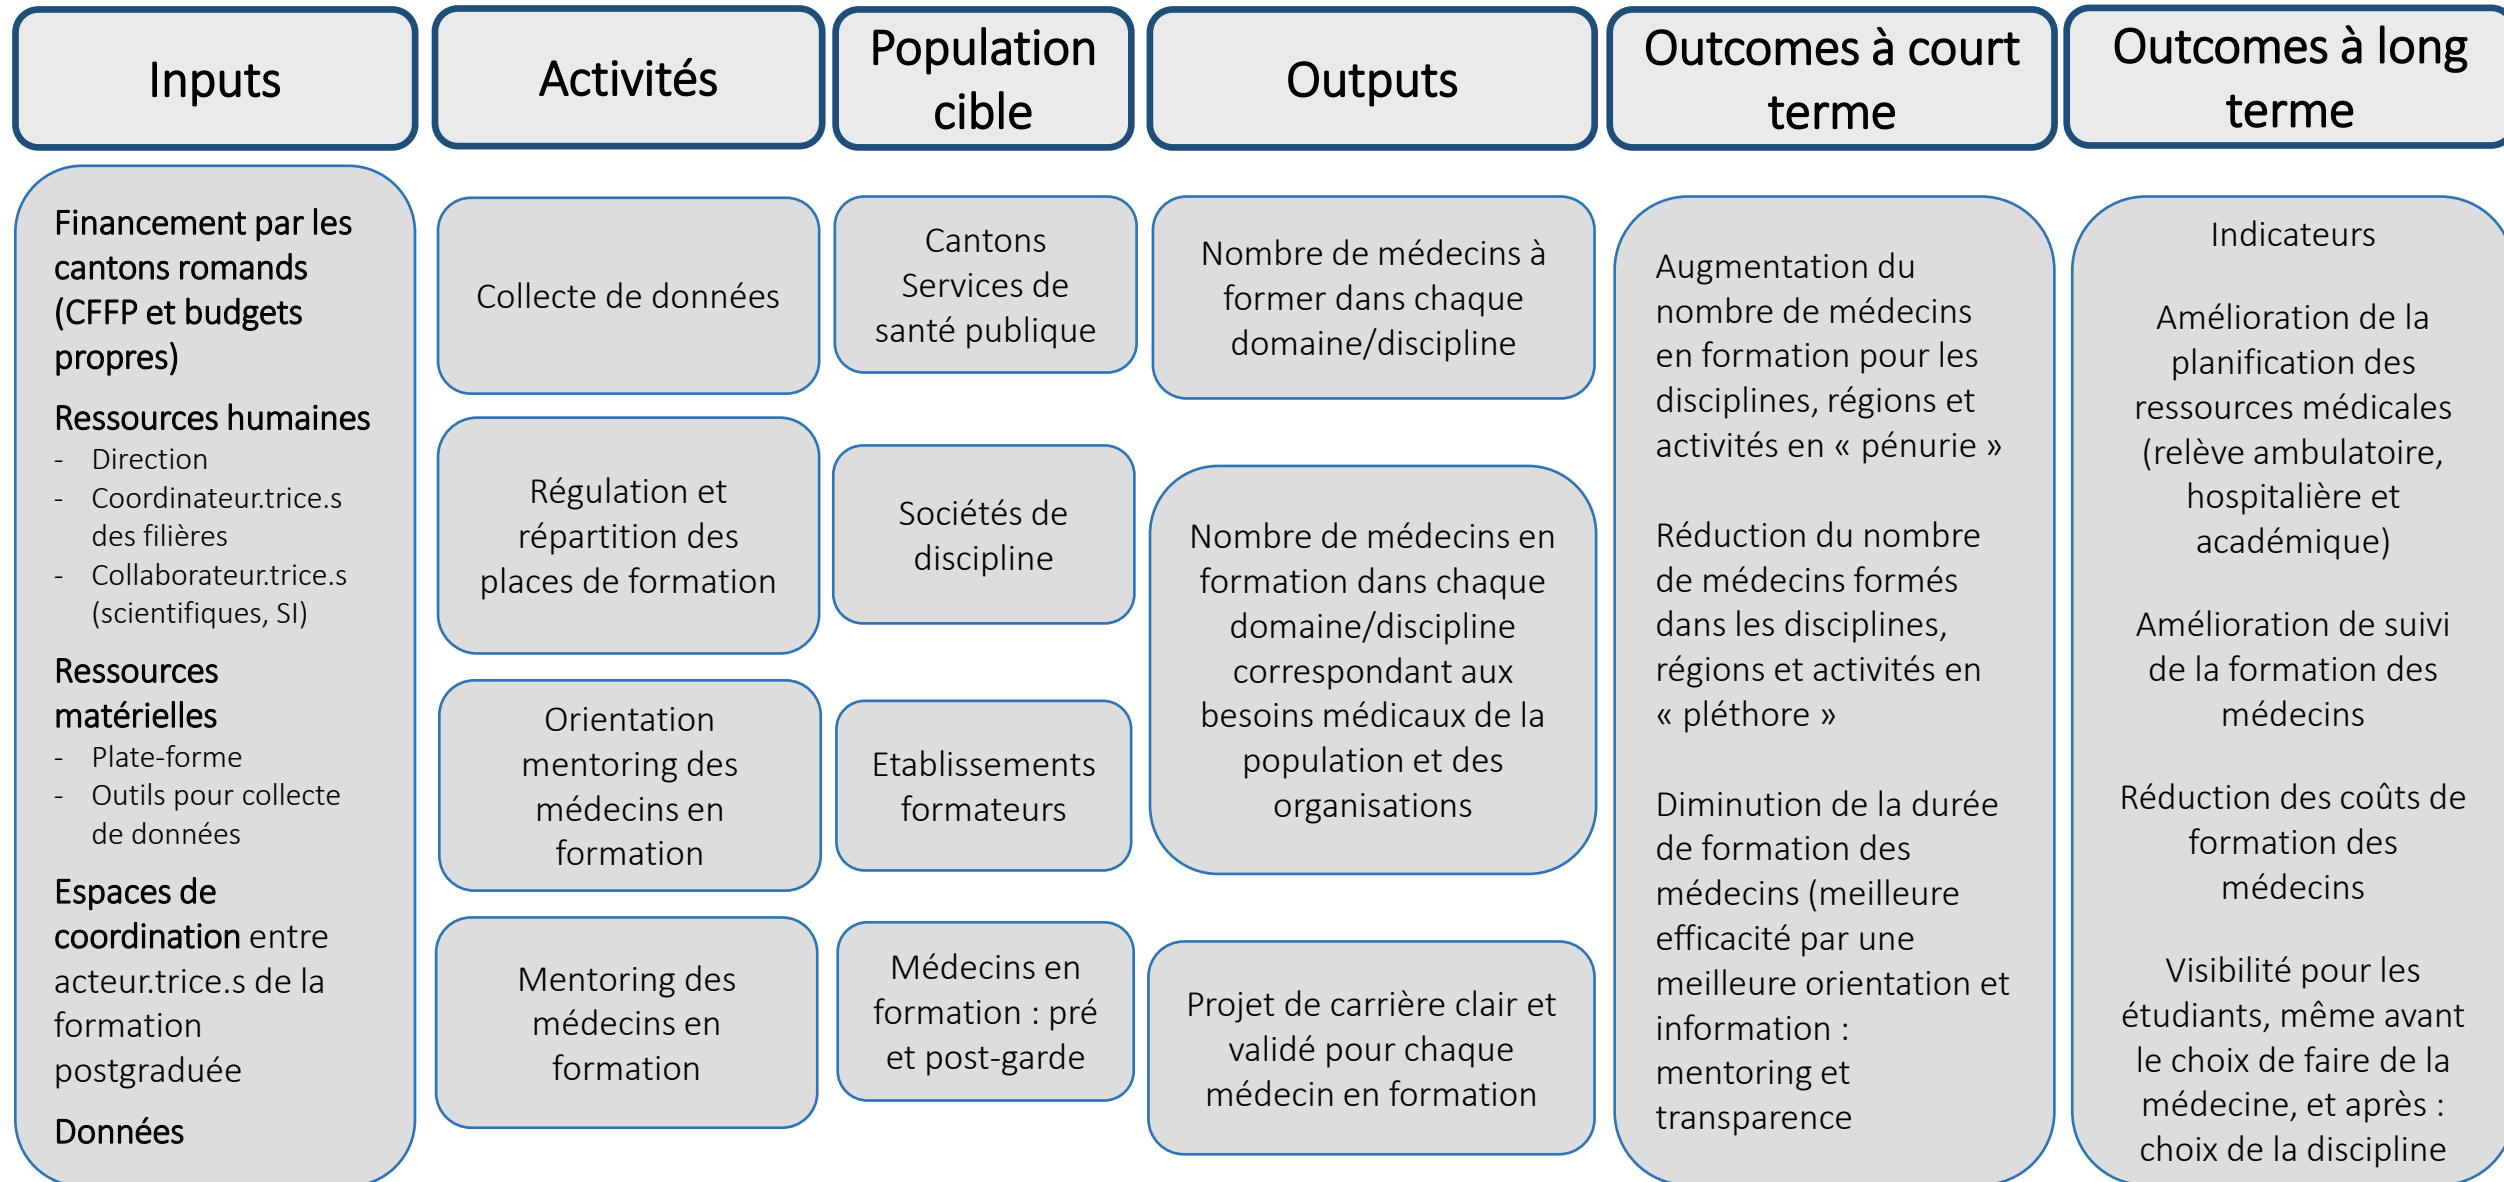 Inputs
Activités
Population
cible
Outputs
Outcomes à court
terme
Outcomes à long
terme
Financement par les
cantons romands
(CFFP et budgets
propres)
Ressources humaines
- Direction
- Coordinateur.trice.s
des filières
- Collaborateur.trice.s
(scientifiques, SI)
Ressources
matérielles
- Plate-forme
- Outils pour collecte
de données
Espaces de
coordination entre
acteur.trice.s de la
formation
postgraduée
Données
Collecte de données
Régulation et
répartition des
places de formation
Orientation
mentoring des
médecins en
formation
Mentoring des
médecins en
formation
Cantons
Services de
santé publique
Sociétés de
discipline
Etablissements
formateurs
Médecins en
formation : pré
et post-garde
Nombre de médecins à
former dans chaque
domaine/discipline
Nombre de médecins en
formation dans chaque
domaine/discipline
correspondant aux
besoins médicaux de la
population et des
organisations
Projet de carrière clair et
validé pour chaque
médecin en formation
Augmentation du
nombre de médecins
en formation pour les
disciplines, régions et
activités en « pénurie »
Réduction du nombre
de médecins formés
dans les disciplines,
régions et activités en
« pléthore »
Diminution de la durée
de formation des
médecins (meilleure
efficacité par une
meilleure orientation et
information :
mentoring et
transparence
Indicateurs
Amélioration de la
planification des
ressources médicales
(relève ambulatoire,
hospitalière et
académique)
Amélioration de suivi
de la formation des
médecins
Réduction des coûts de
formation des
médecins
Visibilité pour les
étudiants, même avant
le choix de faire de la
médecine, et après :
choix de la discipline